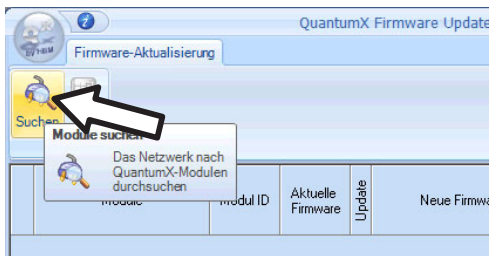 QuantumX Firmware Update
Firmware-Aktualisierung
Suchen
Module suchen
Das Netzwerk nach
QuantumX-Modulen
durchsuchen
Module
Modul ID
Aktuelle
Firmware
Update
Neue Firmwa